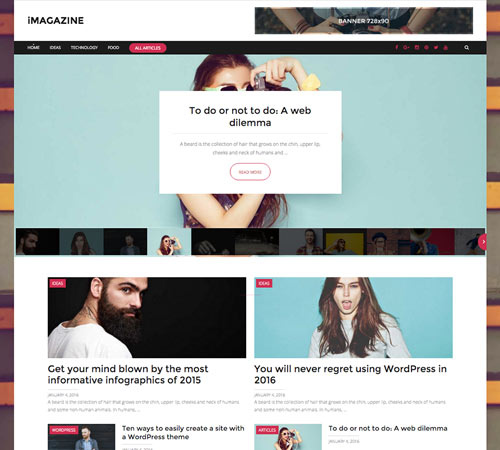 iMAGAZINE
BANNER 728x90
HOME IDEAS TECHNOLOGY FOOD ALL ARTICLES
To do or not to do: A web
dilemma
A beard is the collection of hair that grows on the chin, upper lip,
cheeks and neck of humans and ...
READ MORE
IDEAS
Get your mind blown by the most
informative infographics of 2015
JANUARY 4, 2016
A beard is the collection of hair that grows on the chin, upper lip, cheeks and neck of humans
and some non-human animals. In humans,
IDEAS
You will never regret using WordPress in
2016
JANUARY 4, 2016
A beard is the collection of hair that grows on the chin, upper lip, cheeks and neck of humans
and some non-human animals. In humans,
WORDPRESS
Ten ways to easily create a site with
a WordPress theme
JANUARY 4, 2016
ARTICLES
To do or not to do: A web dilemma
JANUARY 4, 2016